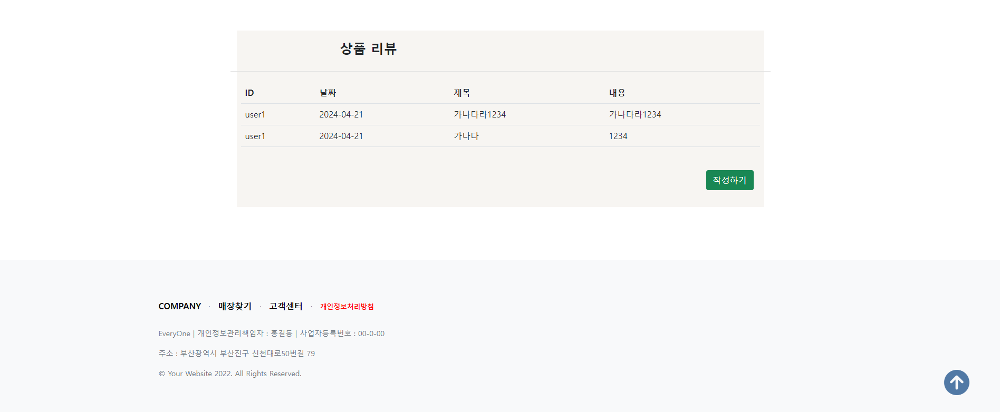 상품 리뷰
ID 날짜 제목 내용
user1 2024-04-21 가나다라1234 가나다라1234
user1 2024-04-21 가나다 1234
작성하기
COMPANY · 매장찾기 · 고객센터 · 개인정보처리방침
EveryOne | 개인정보관리책임자 : 홍길동 | 사업자등록번호 : 00-0-00
주소 : 부산광역시 부산진구 신천대로50번길 79
© Your Website 2022. All Rights Reserved.